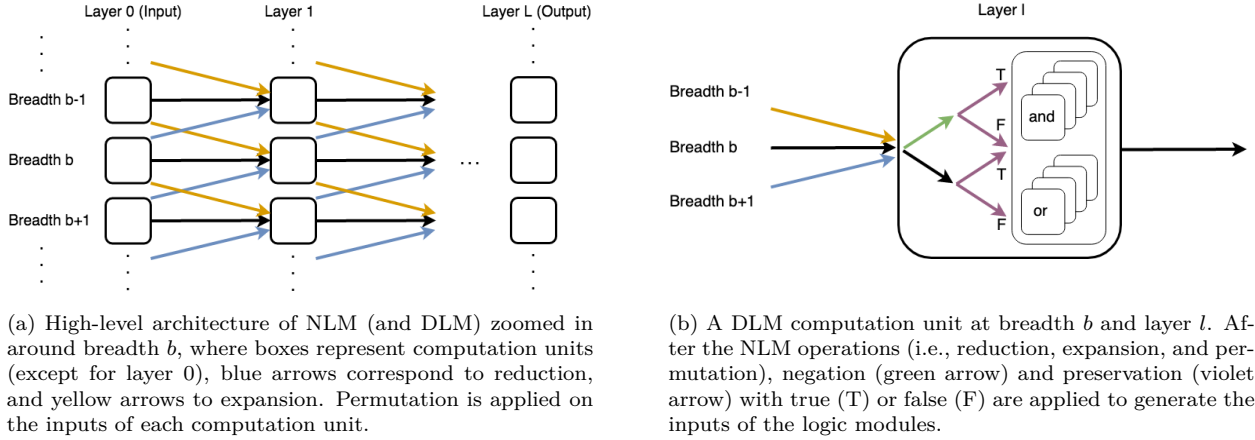 Layer 0 (Input)
Layer 1
Layer L (Output)
Breadth b-1
Breadth b
Breadth b+1
...
(a) High-level architecture of NLM (and DLM) zoomed in
around breadth b, where boxes represent computation units
(except for layer 0), blue arrows correspond to reduction,
and yellow arrows to expansion. Permutation is applied on
the inputs of each computation unit.
Layer l
Breadth b-1
Breadth b
Breadth b+1
T
F
T
F
and
or
(b) A DLM computation unit at breadth b and layer l. Af-
ter the NLM operations (i.e., reduction, expansion, and per-
mutation), negation (green arrow) and preservation (violet
arrow) with true (T) or false (F) are applied to generate the
inputs of the logic modules.